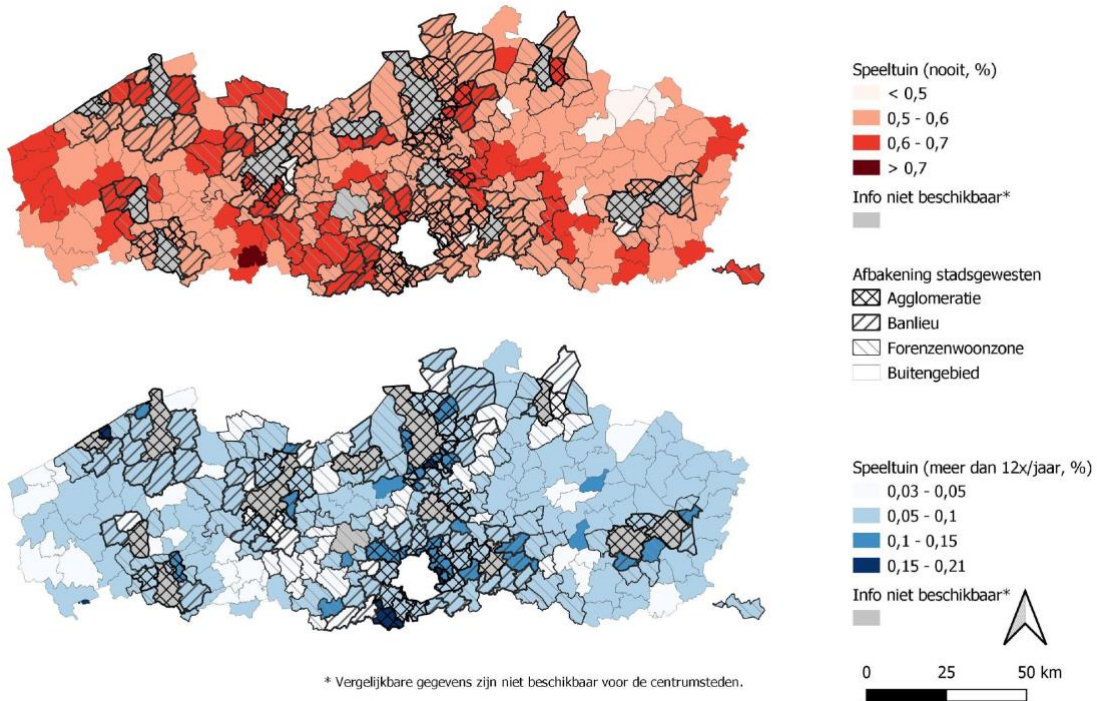 Speeltuin (nooit, %)
< 0,5
0,5 - 0,6
0,6 - 0,7
> 0,7
Info niet beschikbaar*
Afbakening stadsgewesten
Agglomeratie
Banlieu
Forenzenwoonzone
Buitengebied
Speeltuin (meer dan 12x/jaar, %)
0,03 - 0,05
0,05 - 0,1
0,1 - 0,15
0,15 - 0,21
Info niet beschikbaar*
0 25 50 km
* Vergelijkbare gegevens zijn niet beschikbaar voor de centrumsteden.